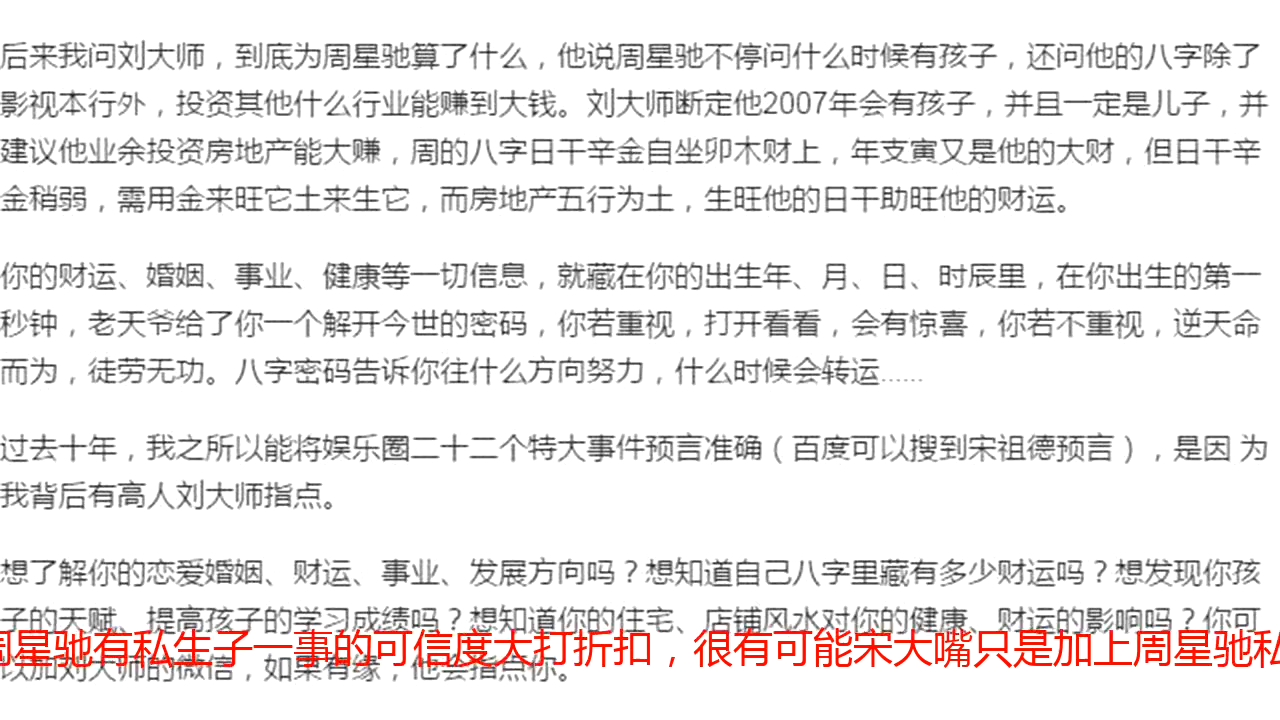 后来我问刘大师，到底为周星驰算了什么，他说周星驰不停问什么时候有孩子，还问他的八字除了
影视本行外，投资其他什么行业能赚到大钱。刘大师断定他2007年会有孩子，并且一定是儿子，并
建议他业余投资房地产能大赚，周的八字日干辛金自坐卯木财上，年支寅又是他的大财，但日干辛
金稍弱，需用金来旺它土来生它，而房地产五行为土，生旺他的日干助旺他的财运。
你的财运、婚姻、事业、健康等一切信息，就藏在你的出生年、月、日、时辰里，在你出生的第一
秒钟，老天爷给了你一个解开今世的密码，你若重视，打开看看，会有惊喜，你若不重视，逆天命
而为，徒劳无功。八字密码告诉你往什么方向努力，什么时候会转运......
过去十年，我之所以能将娱乐圈二十二个特大事件预言准确（百度可以搜到宋祖德预言），是因 为
我背后有高人刘大师指点。
想了解你的恋爱婚姻、财运、事业、发展方向吗？想知道自己八字里藏有多少财运吗？想发现你孩
子的天赋、提高孩子的学习成绩吗？想知道你的住宅、店铺风水对你的健康、财运的影响吗？你可
以加刘大师的微信，如果有缘，他会指点你。
周星驰有私生子一事的可信度大打折扣，很有可能宋大嘴只是加上周星驰私